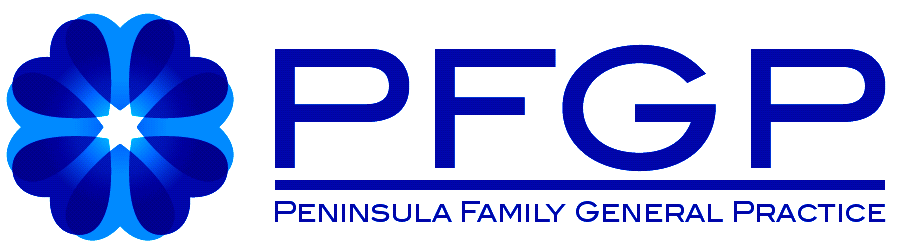 PFGP
PENINSULA FAMILY GENERAL PRACTICE